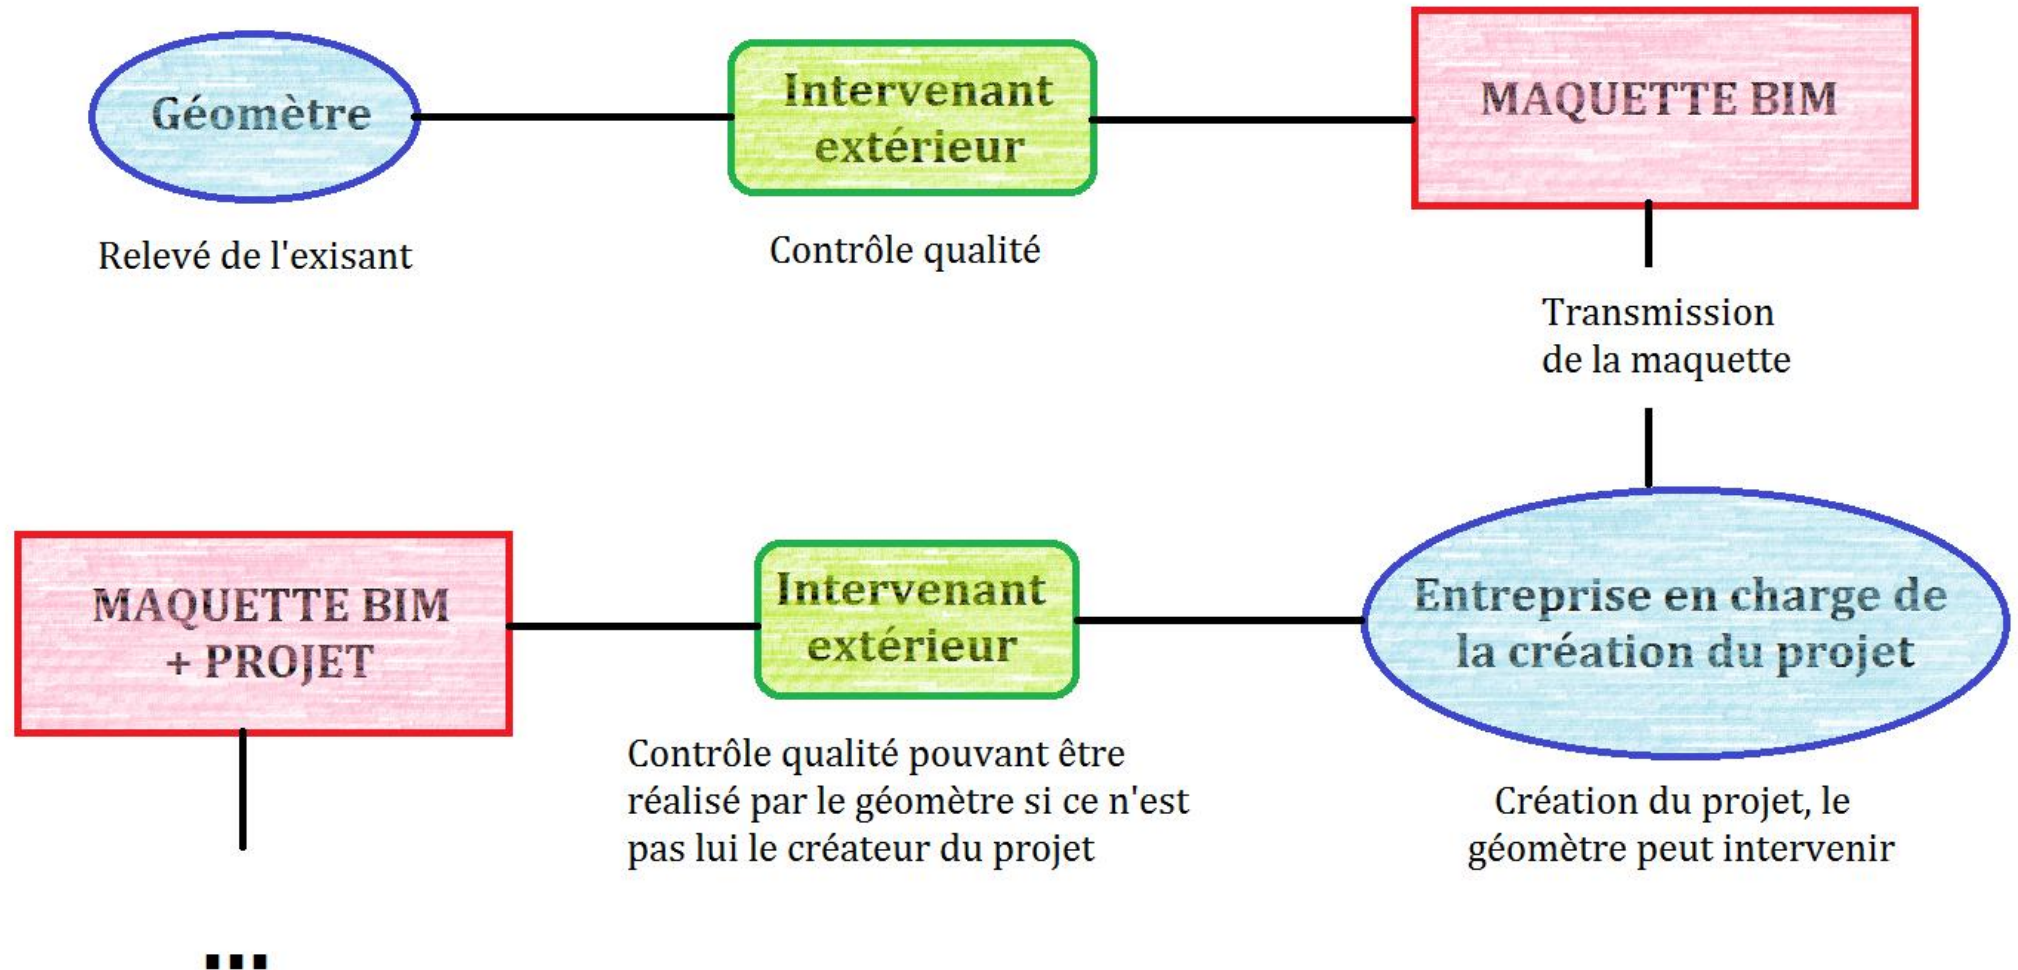 Géomètre
Intervenant
extérieur
MAQUETTE BIM
Relevé de l'exisant
Contrôle qualité
Transmission
de la maquette
MAQUETTE BIM
+ PROJET
Intervenant
extérieur
Entreprise en charge de
la création du projet
Contrôle qualité pouvant être
réalisé par le géomètre si ce n'est
pas lui le créateur du projet
Création du projet, le
géomètre peut intervenir
...